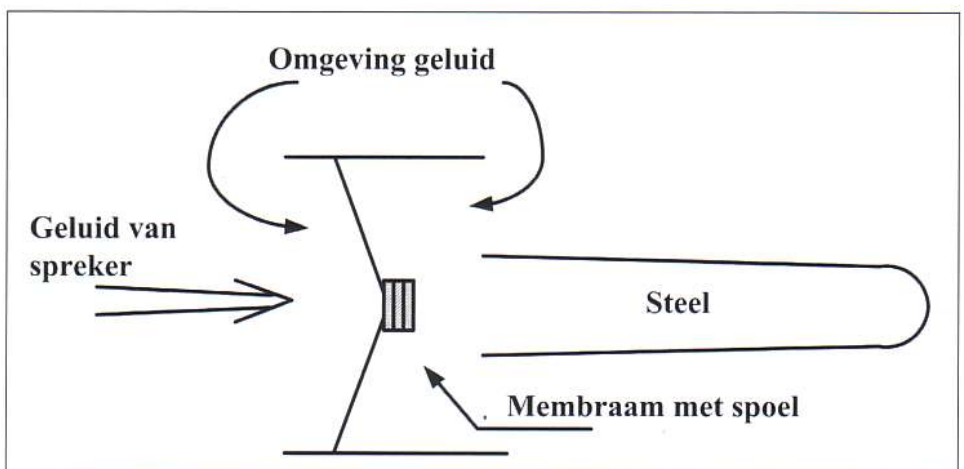 Omgeving geluid
Geluid van
spreker
Steel
Membraam met spoel